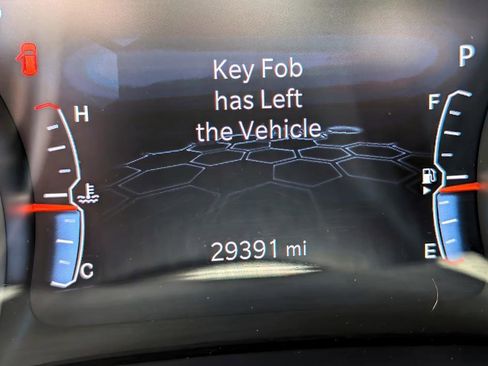 Key Fob
has Left
the Vehicle
P
H
F
C
E
29391 mi